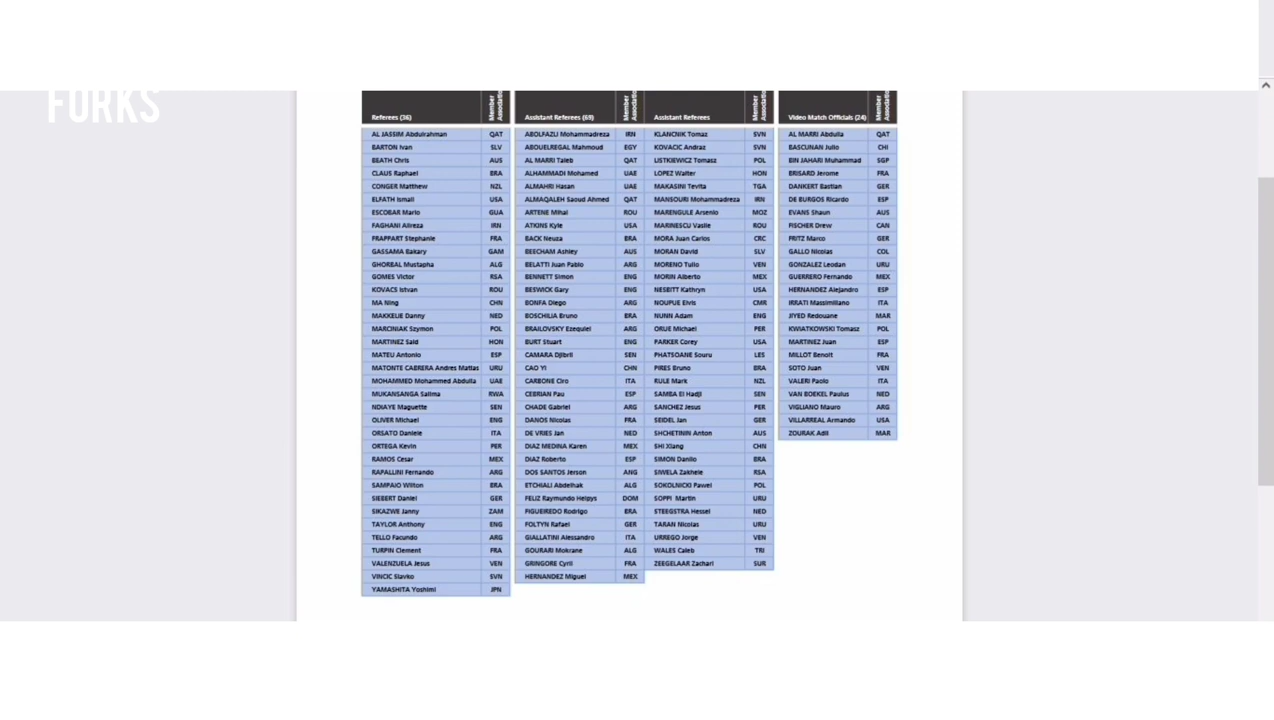 FORKS
Referees (36) Member Associatio Assistant Referees (69) Member Associatio Assistant Referees Member Associatio Video Match Officials (24) Member Associatio
AL JASSIM Abdulrahman QAT ABOLFAZLI Mohammadreza IRN KLANCNIK Tomaz SVN AL MARRI Abdulla QAT
BARTON Ivan SLV ABOUELREGAL Mahmoud EGY KOVACIC Andraz SVN BASCUNAN Julio CHI
BEATH Chris AUS AL MARRI Taleb QAT LISTKIEWICZ Tomasz POL BIN JAHARI Muhammad SGP
CLAUS Raphael BRA ALHAMMADI Mohamed UAE LOPEZ Walter HON BRISARD Jerome FRA
CONGER Matthew NZL ALMAHRI Hasan UAE MAKASINI Tevita TGA DANKERT Bastian GER
ELFATH Ismail USA ALMAQALEH Saoud Ahmed QAT MANSOURI Mohammadreza IRN DE BURGOS Ricardo ESP
ESCOBAR Mario GUA ARTENE Mihai ROU MARENGULE Arsenio MOZ EVANS Shaun AUS
FAGHANI Alireza IRN ATKINS Kyle USA MARINESCU Vasile ROU FISCHER Drew CAN
FRAPPART Stephanie FRA BACK Neuza BRA MORA Juan Carlos CRC FRITZ Marco GER
GASSAMA Bakary GAM BEECHAM Ashley AUS MORAN David SLV GALLO Nicolas COL
GHORBAL Mustapha ALG BELATTI Juan Pablo ARG MORENO Tulio VEN GONZALEZ Leodan URU
GOMES Victor RSA BENNETT Simon ENG MORIN Alberto MEX GUERRERO Fernando MEX
KOVACS Istvan ROU BESWICK Gary ENG NESBITT Kathryn USA HERNANDEZ Alejandro ESP
MA Ning CHN BONFA Diego ARG NOUPUE Elvis CMR IRRATI Massimiliano ITA
MAKKELIE Danny NED BOSCHILIA Bruno BRA NUNN Adam ENG JIYED Redouane MAR
MARCINIAK Szymon POL BRAILOVSKY Ezequiel ARG ORUE Michael PER KWIATKOWSKI Tomasz POL
MARTINEZ Said HON BURT Stuart ENG PARKER Corey USA MARTINEZ Juan ESP
MATEU Antonio ESP CAMARA Djibril SEN PHATSOANE Souru LES MILLOT Benoit FRA
MATONTE CABRERA Andres Matias URU CAO Yi CHN PIRES Bruno BRA SOTO Juan VEN
MOHAMMED Mohammed Abdulla UAE CARBONE Ciro ITA RULE Mark NZL VALERI Paolo ITA
MUKANSANGA Salima RWA CEBRIAN Pau ESP SAMBA El Hadji SEN VAN BOEKEL Paulus NED
NDIAYE Maguette SEN CHADE Gabriel ARG SANCHEZ Jesus PER VIGLIANO Mauro ARG
OLIVER Michael ENG DANOS Nicolas FRA SEIDEL Jan GER VILLARREAL Armando USA
ORSATO Daniele ITA DE VRIES Jan NED SHCHETININ Anton AUS ZOURAK Adil MAR
ORTEGA Kevin PER DIAZ MEDINA Karen MEX SHI Xiang CHN
RAMOS Cesar MEX DIAZ Roberto ESP SIMON Danilo BRA
RAPALLINI Fernando ARG DOS SANTOS Jerson ANG SIWELA Zakhele RSA
SAMPAIO Wilton BRA ETCHIALI Abdelhak ALG SOKOLNICKI Pawel POL
SIEBERT Daniel GER FELIZ Raymundo Helpys DOM SOPPI Martin URU
SIKAZWE Janny ZAM FIGUEIREDO Rodrigo BRA STEEGSTRA Hessel NED
TAYLOR Anthony ENG FOLTYN Rafael GER TARAN Nicolas URU
TELLO Facundo ARG GIALLATINI Alessandro ITA URREGO Jorge VEN
TURPIN Clement FRA GOURARI Mokrane ALG WALES Caleb TRI
VALENZUELA Jesus VEN GRINGORE Cyril FRA ZEEGELAAR Zachari SUR
VINCIC Slavko SVN HERNANDEZ Miguel MEX
YAMASHITA Yoshimi JPN